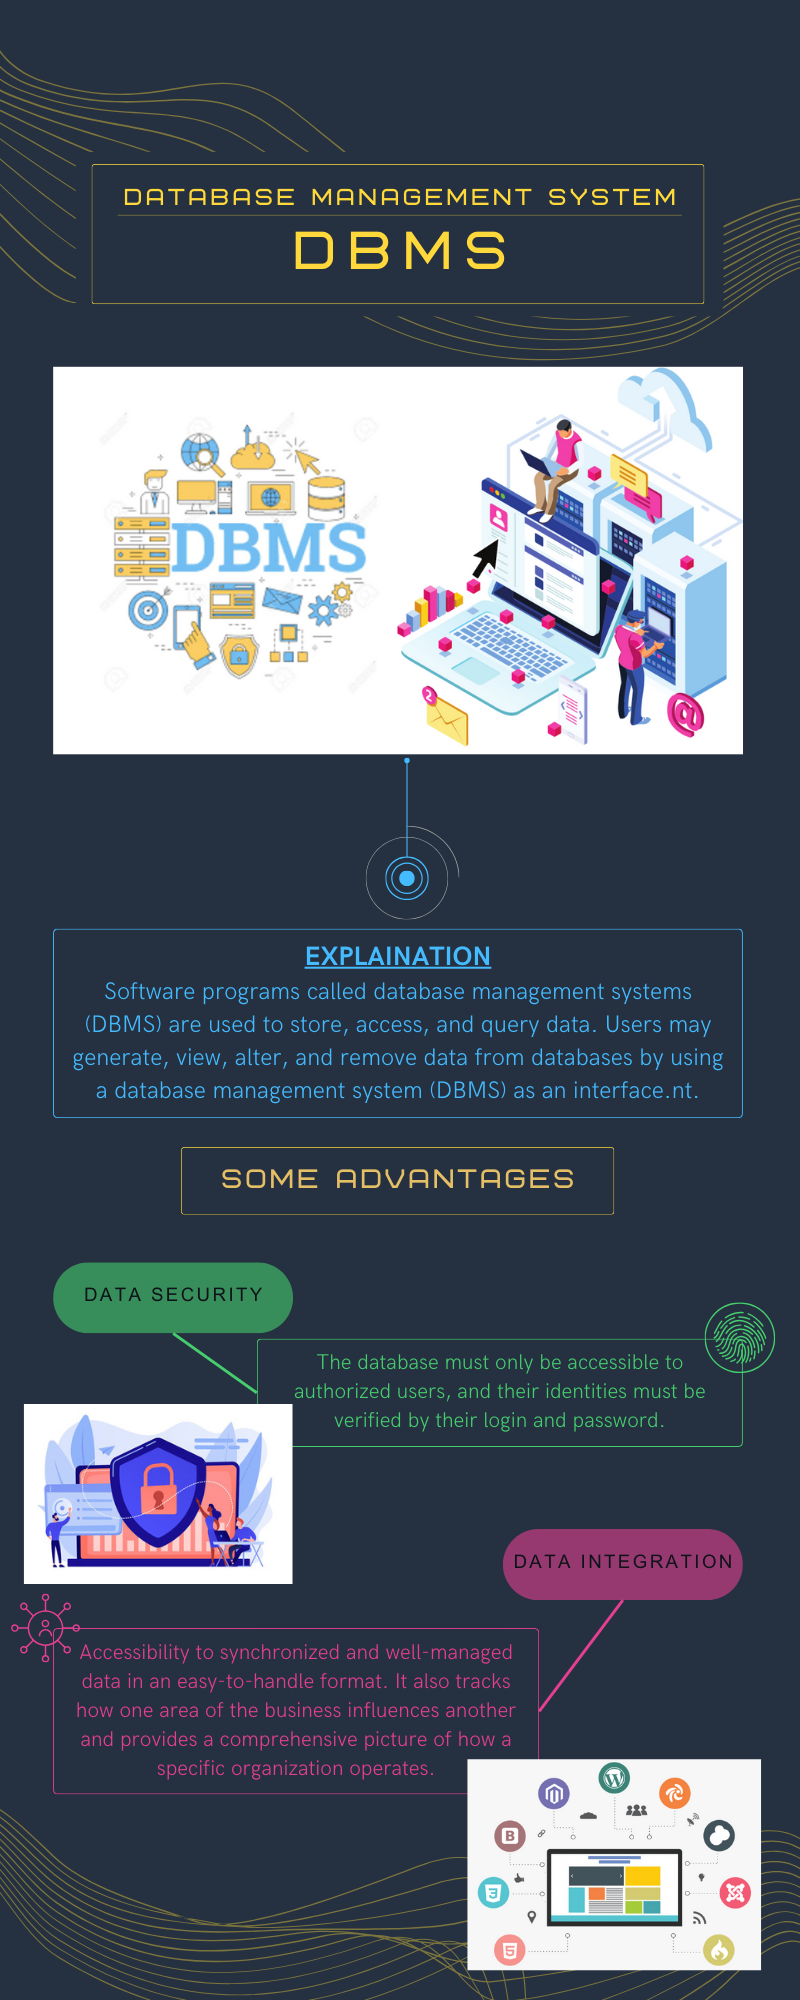 DATABASE MANAGEMENT SYSTEM
DBMS
DBMS
2
@
EXPLAINATION
Software programs called database management systems
(DBMS) are used to store, access, and query data. Users may
generate, view, alter, and remove data from databases by using
a database management system (DBMS) as an interface.nt.
SOME ADVANTAGES
DATA SECURITY
The database must only be accessible to
authorized users, and their identities must be
verified by their login and password.
DATA INTEGRATION
Accessibility to synchronized and well-managed
data in an easy-to-handle format. It also tracks
how one area of the business influences another
and provides a comprehensive picture of how a
specific organization operates.
B